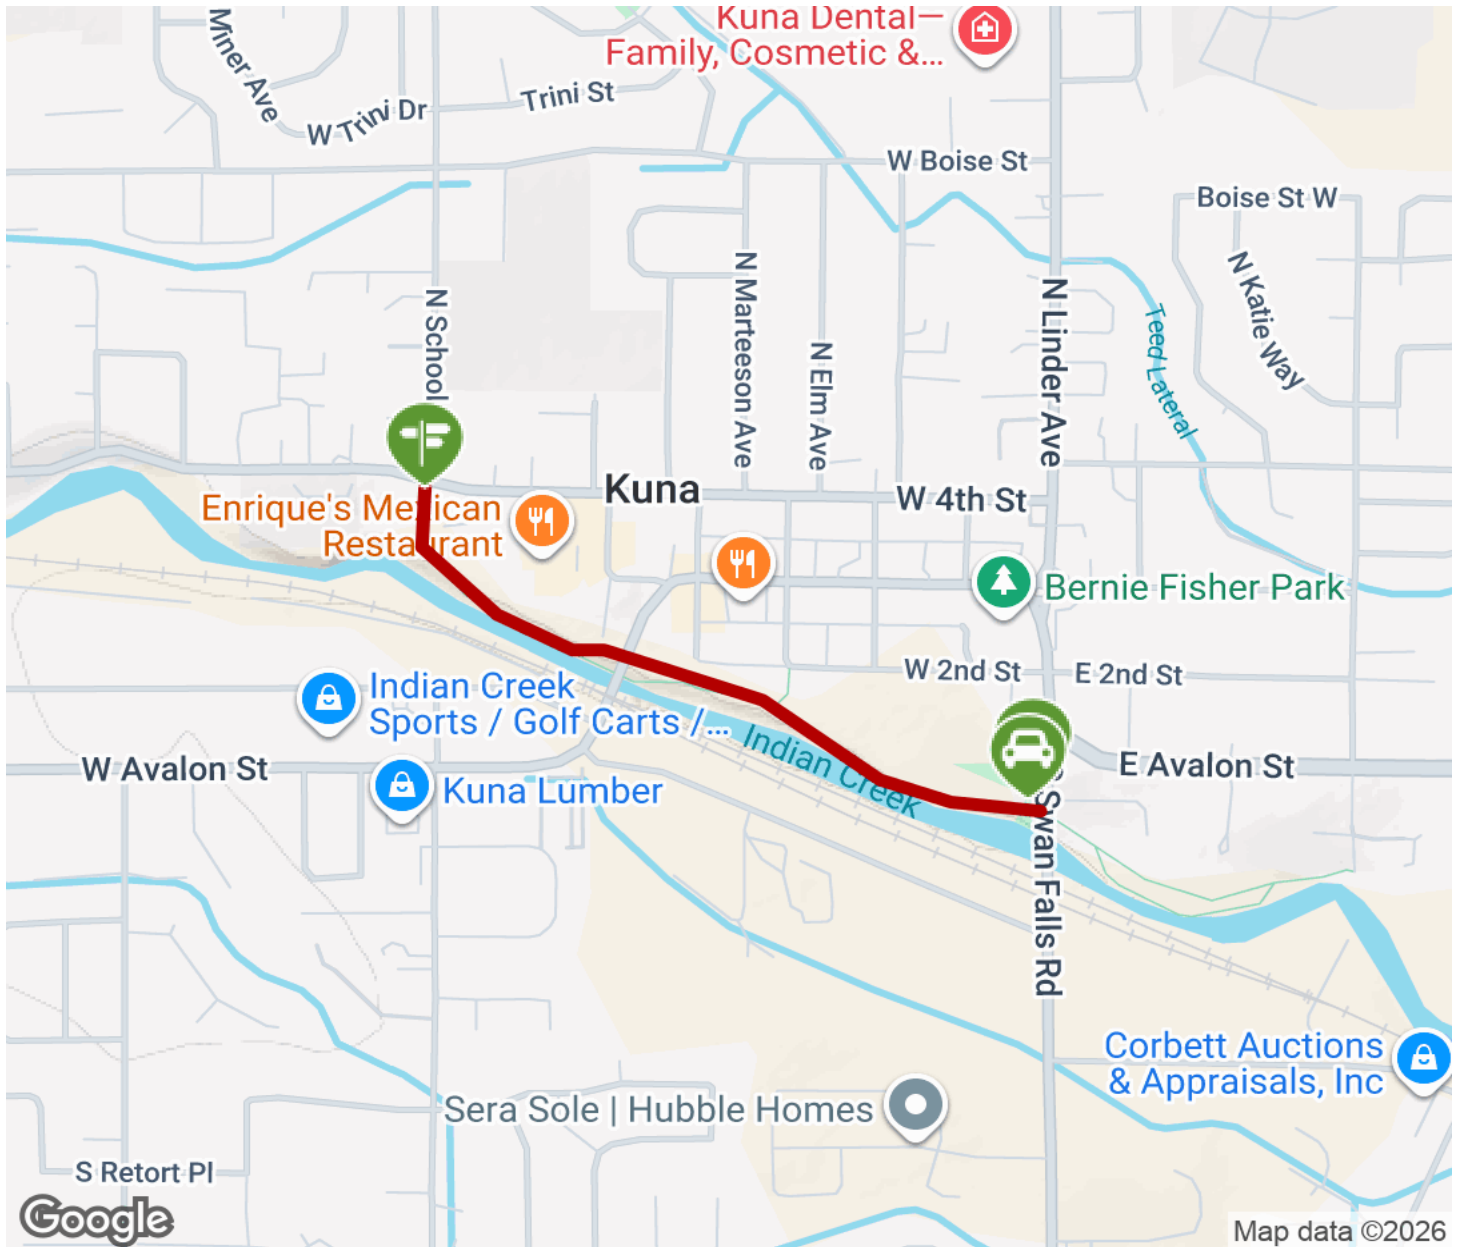 Kuna Dental—
Family, Cosmetic &...
Miner Ave
W Trini Dr
Trini St
W Boise St
Boise St W
N School
N Marteeson Ave
N Elm Ave
N Linder Ave
N Katie Way
Teed Lateral
Kuna
W 4th St
Enrique's Mexican
Restaurant
Bernie Fisher Park
W 2nd St
E 2nd St
Indian Creek
Sports / Golf Carts /...
Indian Creek
W Avalon St
E Avalon St
Kuna Lumber
Swan Falls Rd
Corbett Auctions
& Appraisals, Inc
Sera Sole | Hubble Homes
S Retort Pl
Google
Map data ©2026